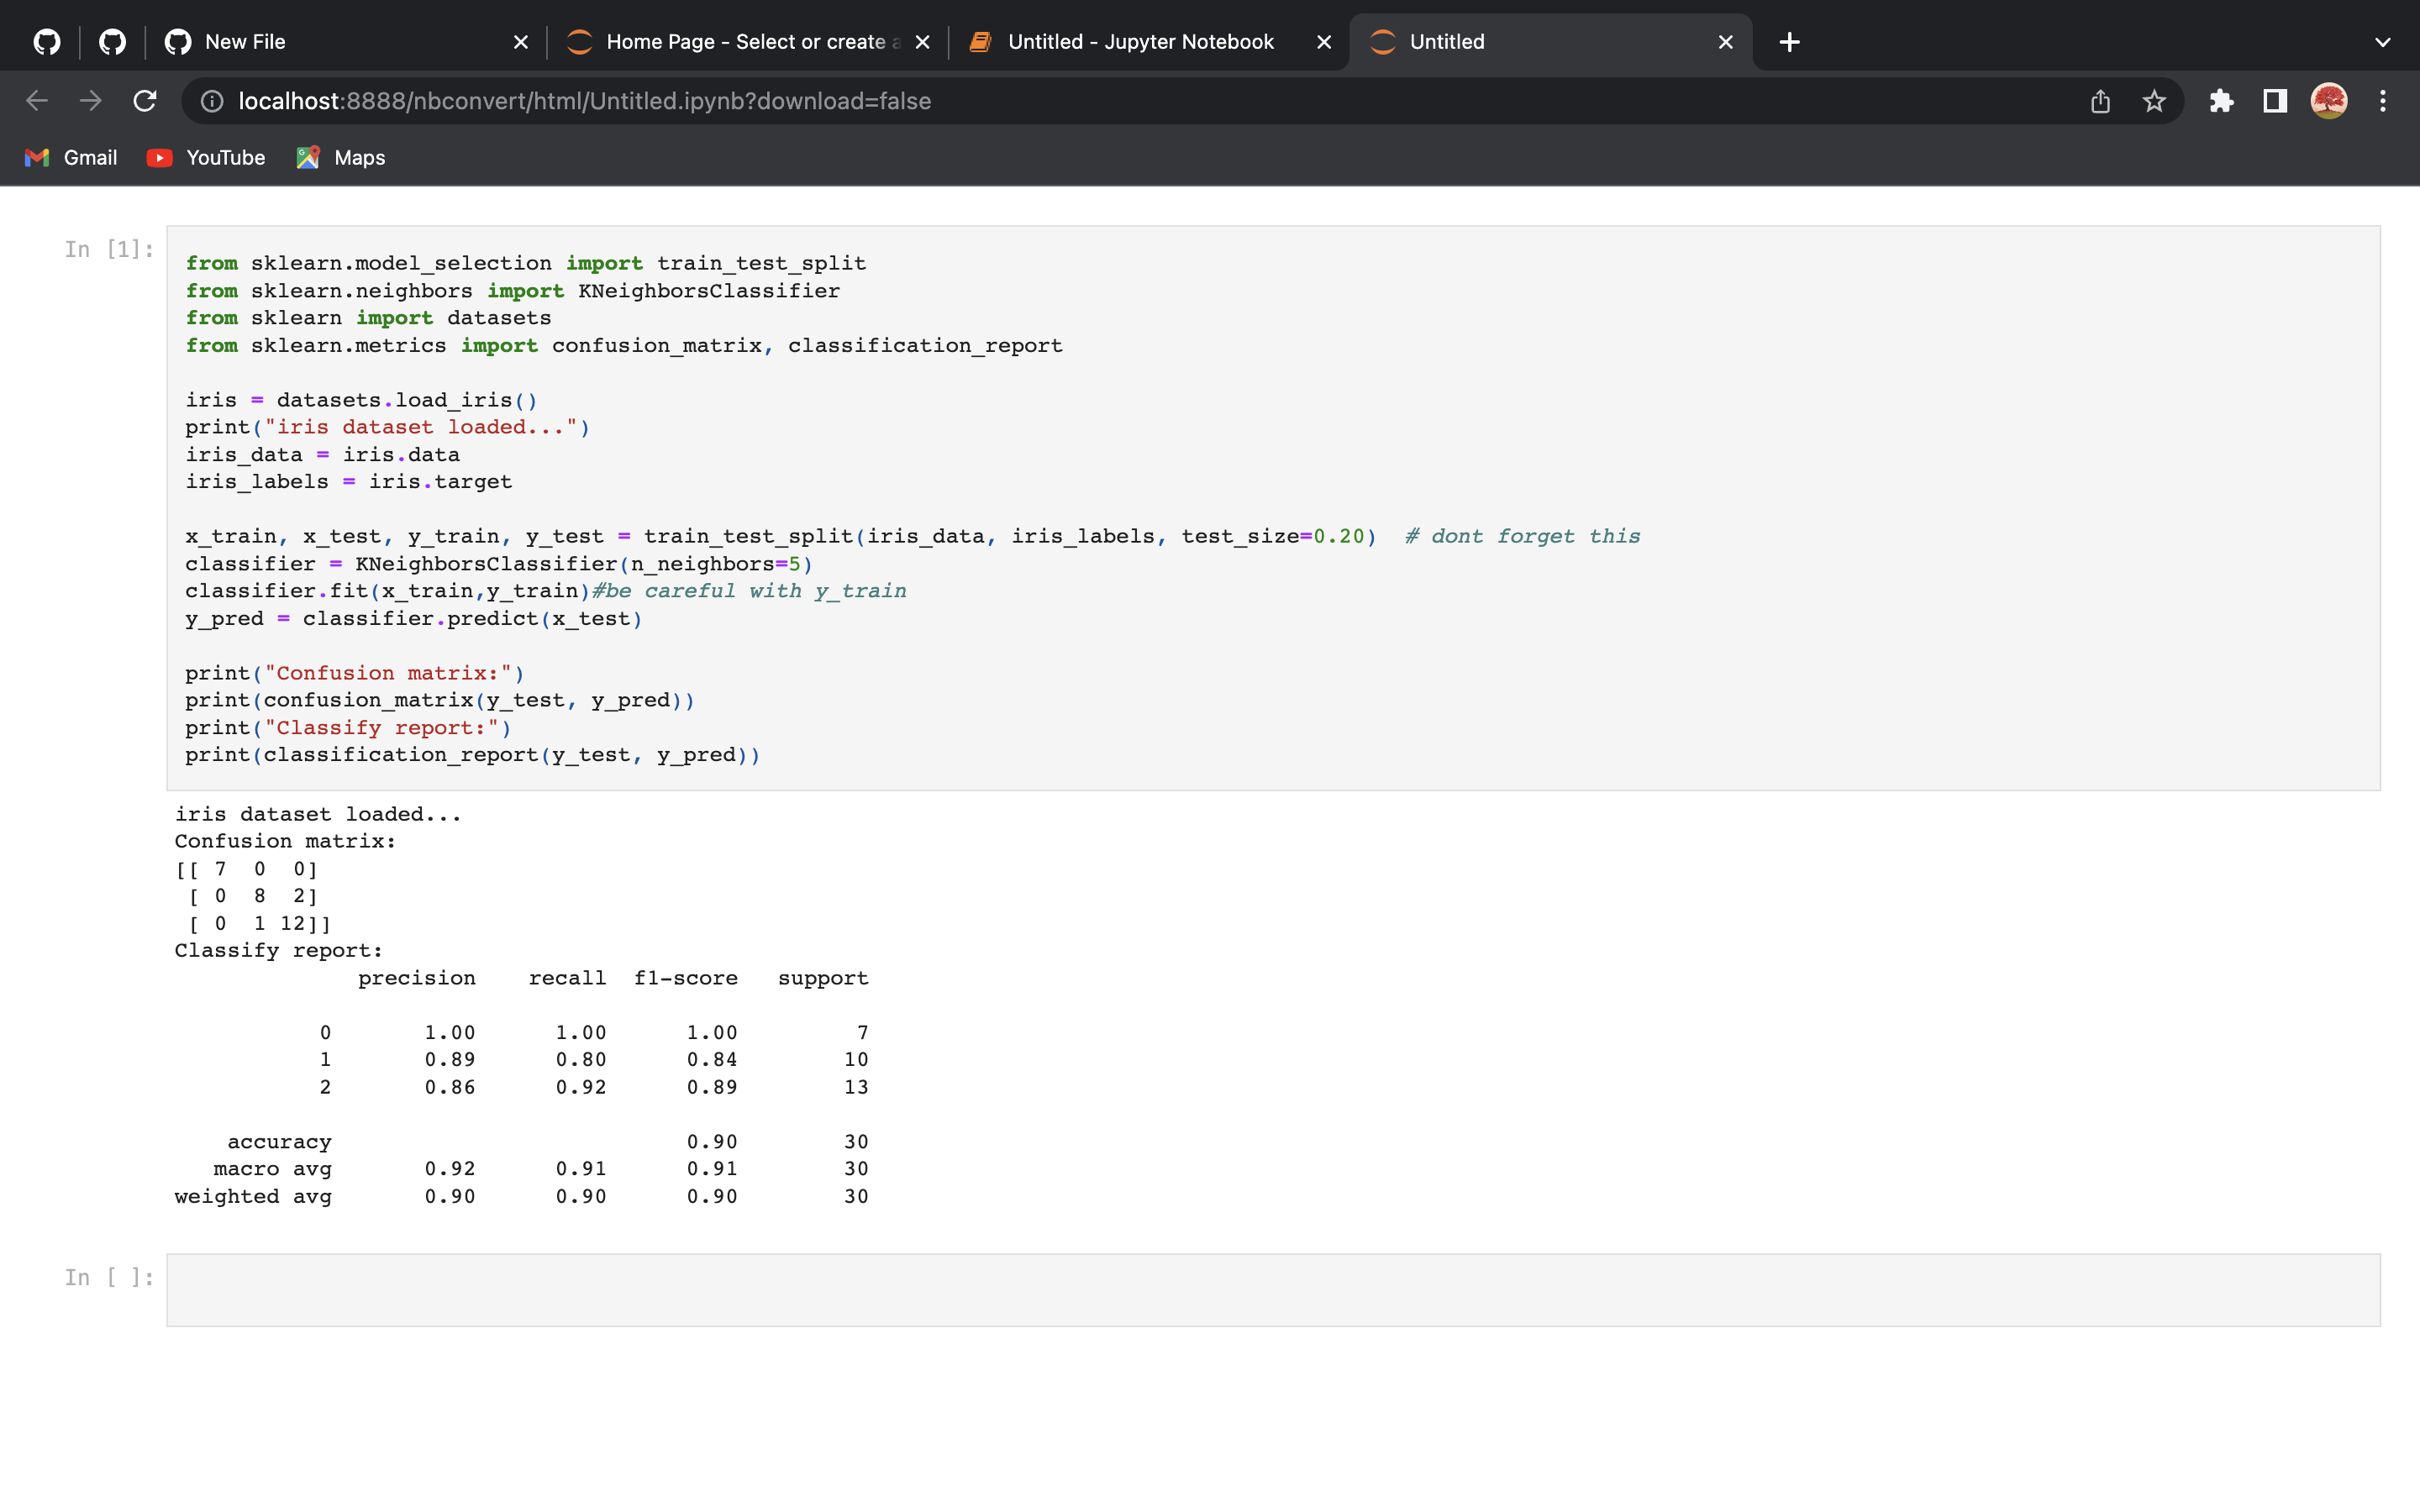 New File
Home Page - Select or create a
Untitled - Jupyter Notebook
Untitled
localhost:8888/nbconvert/html/Untitled.ipynb?download=false
Gmail
YouTube
Maps
In [1]:
from sklearn.model_selection import train_test_split
from sklearn.neighbors import KNeighborsClassifier
from sklearn import datasets
from sklearn.metrics import confusion_matrix, classification_report
iris = datasets.load_iris()
print("iris dataset loaded...")
iris_data = iris.data
iris_labels = iris.target
x_train, x_test, y_train, y_test = train_test_split(iris_data, iris_labels, test_size=0.20)  # dont forget this
classifier = KNeighborsClassifier(n_neighbors=5)
classifier.fit(x_train,y_train)#be careful with y_train
y_pred = classifier.predict(x_test)
print("Confusion matrix:")
print(confusion_matrix(y_test, y_pred))
print("Classify report:")
print(classification_report(y_test, y_pred))
iris dataset loaded...
Confusion matrix:
[[ 7  0  0]
 [ 0  8  2]
 [ 0  1 12]]
Classify report:
              precision    recall  f1-score   support
           0       1.00      1.00      1.00         7
           1       0.89      0.80      0.84        10
           2       0.86      0.92      0.89        13
    accuracy                           0.90        30
   macro avg       0.92      0.91      0.91        30
weighted avg       0.90      0.90      0.90        30
In [ ]: